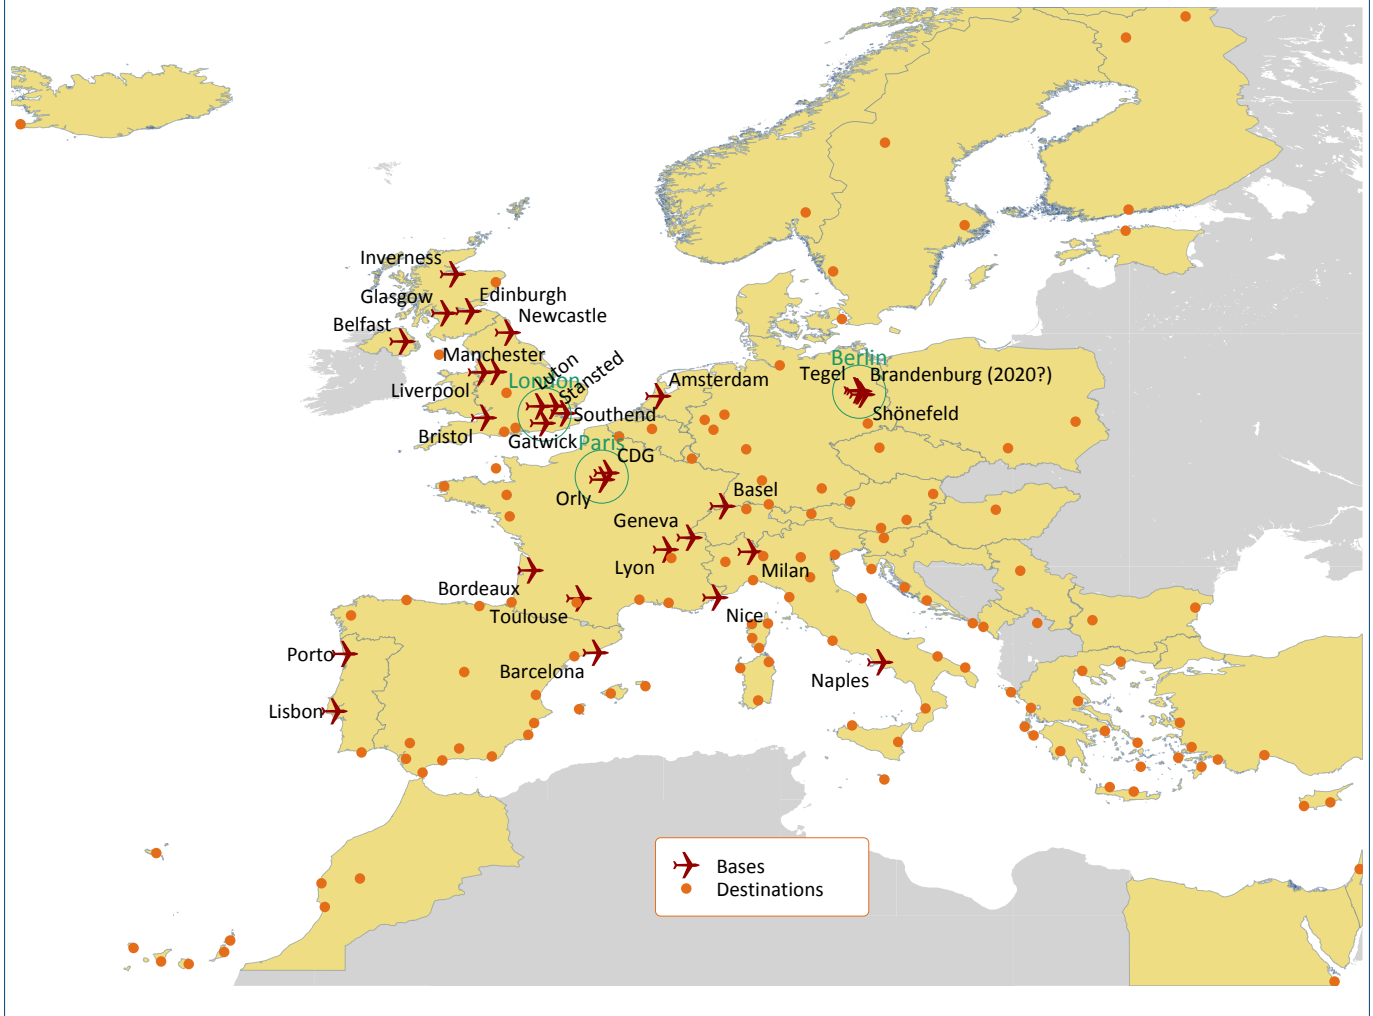 Inverness
Glasgow
Edinburgh
Newcastle
Belfast
Manchester
Liverpool
London
Luton
Stansted
Southend
Bristol
Gatwick
Amsterdam
Berlin
Tegel
Brandenburg (2020?)
Shönefeld
Paris
CDG
Orly
Basel
Geneva
Lyon
Milan
Bordeaux
Toulouse
Nice
Porto
Barcelona
Naples
Lisbon
Bases
Destinations